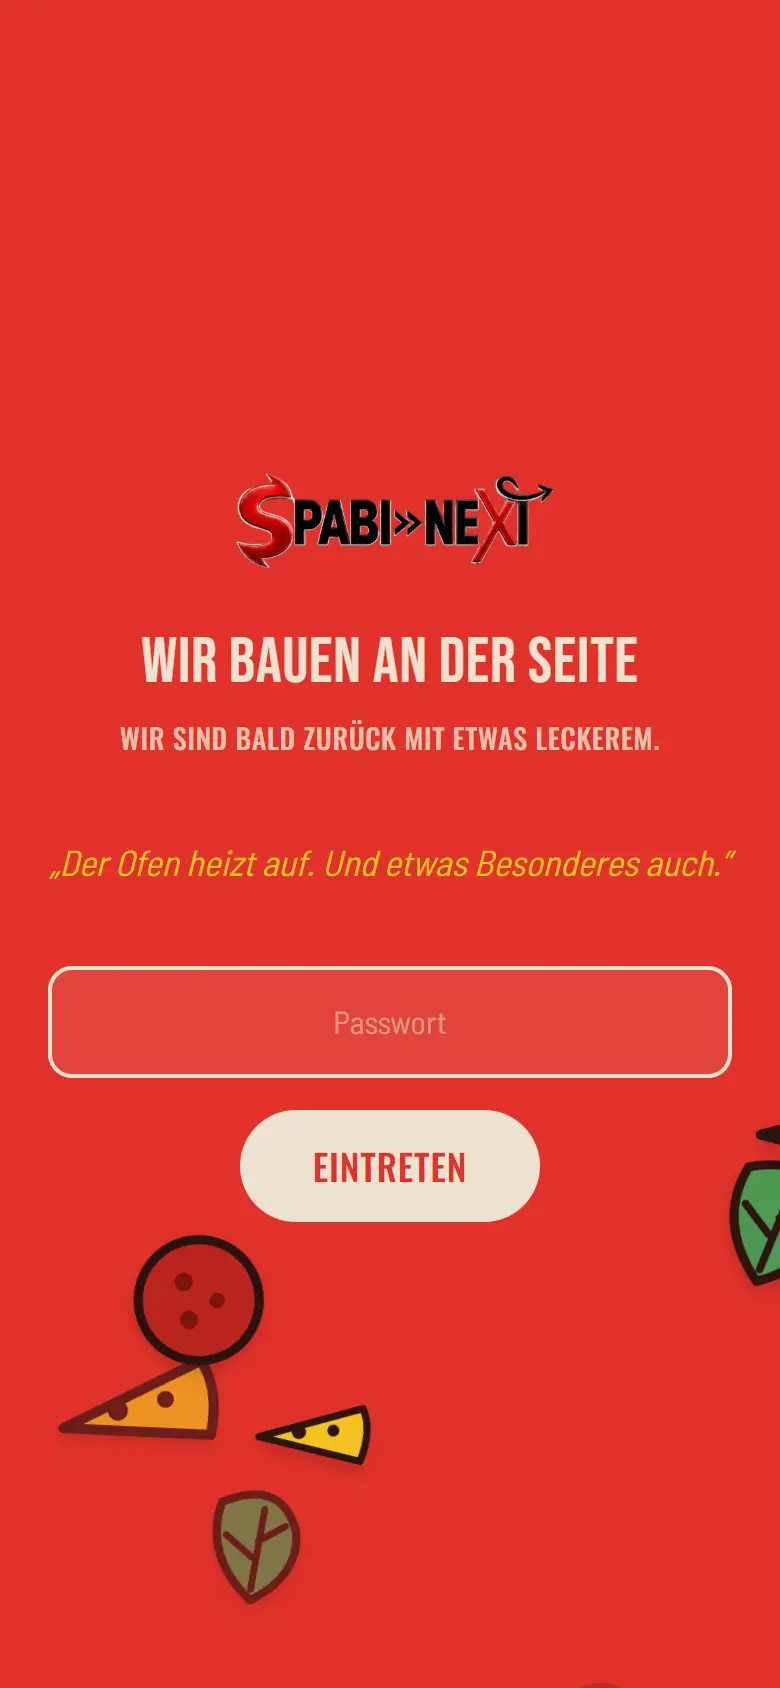 SPABI»NEXT
WIR BAUEN AN DER SEITE
WIR SIND BALD ZURÜCK MIT ETWAS LECKEREM.
„Der Ofen heizt auf. Und etwas Besonderes auch.“
Passwort
EINTRETEN